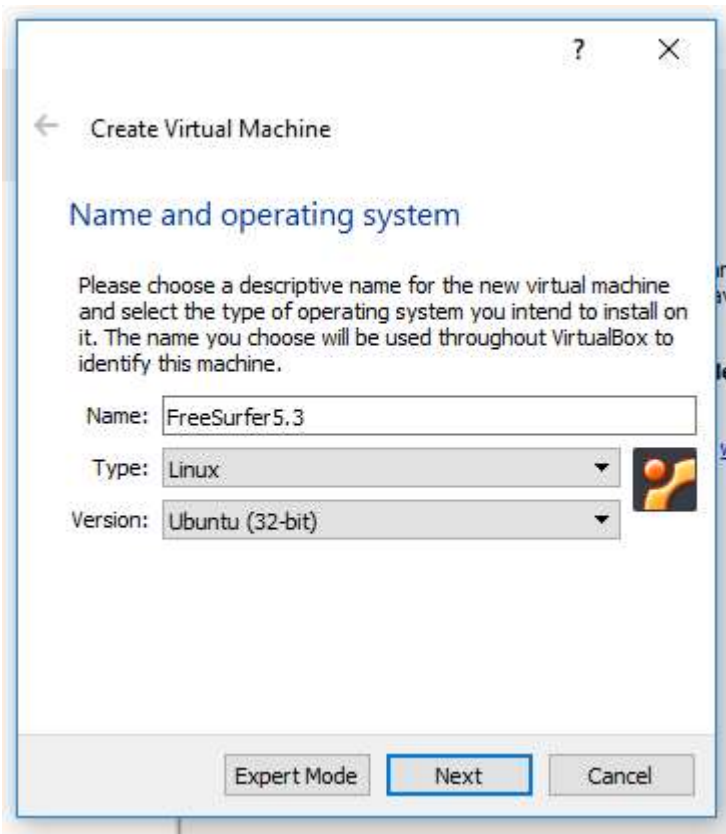 ?
Create Virtual Machine
Name and operating system
Please choose a descriptive name for the new virtual machine
and select the type of operating system you intend to install on
it. The name you choose will be used throughout VirtualBox to
identify this machine.
Name: FreeSurfer5.3
Type: Linux
Version: Ubuntu (32-bit)
Expert Mode Next Cancel